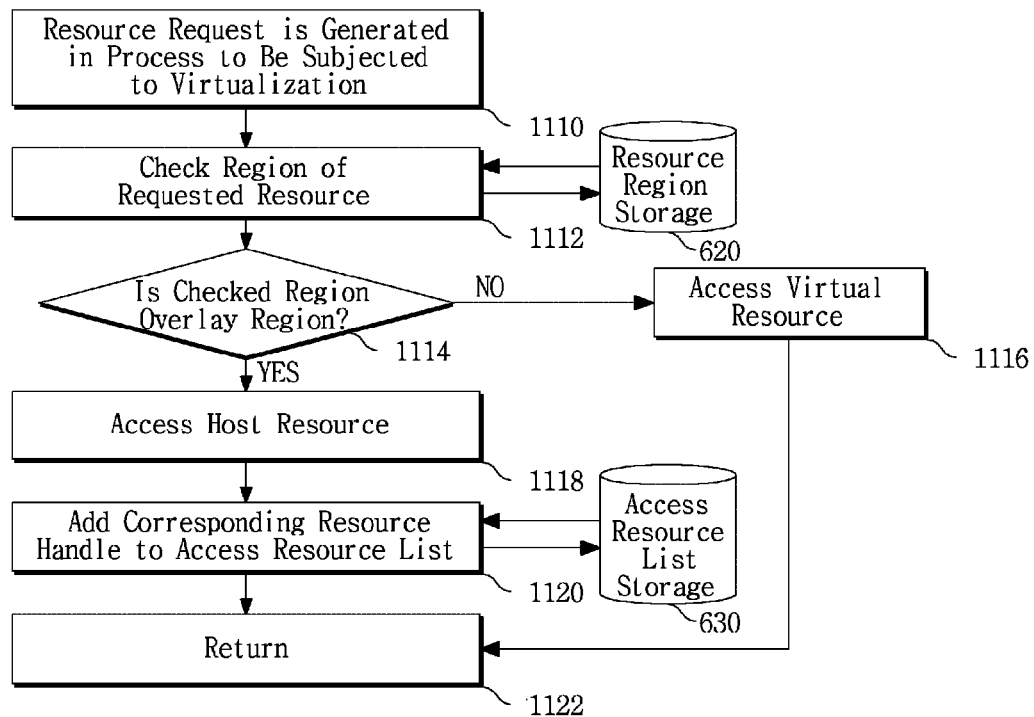 Resource Request is Generated
in Process to Be Subjected
to Virtualization
1110
Check Region of
Requested Resource
1112
Resource
Region
Storage
620
Is Checked Region
Overlay Region?
1114
NO
Access Virtual
Resource
1116
YES
Access Host Resource
1118
Add Corresponding Resource
Handle to Access Resource List
1120
Access
Resource
List
Storage
630
Return
1122